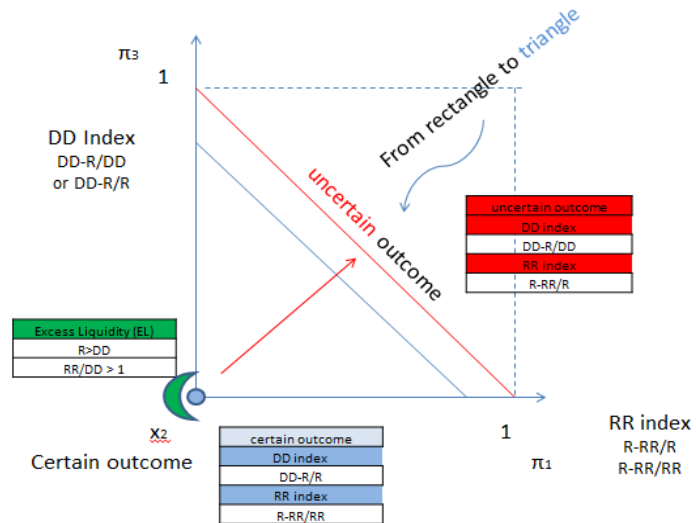 π3
1
From rectangle to triangle
DD Index
DD-R/DD
or DD-R/R
uncertain outcome
uncertain outcome
DD index
DD-R/DD
RR index
R-RR/R
Excess Liquidity (EL)
R>DD
RR/DD > 1
x2
1
RR index
R-RR/R
R-RR/RR
π1
Certain outcome
certain outcome
DD index
DD-R/R
RR index
R-RR/RR